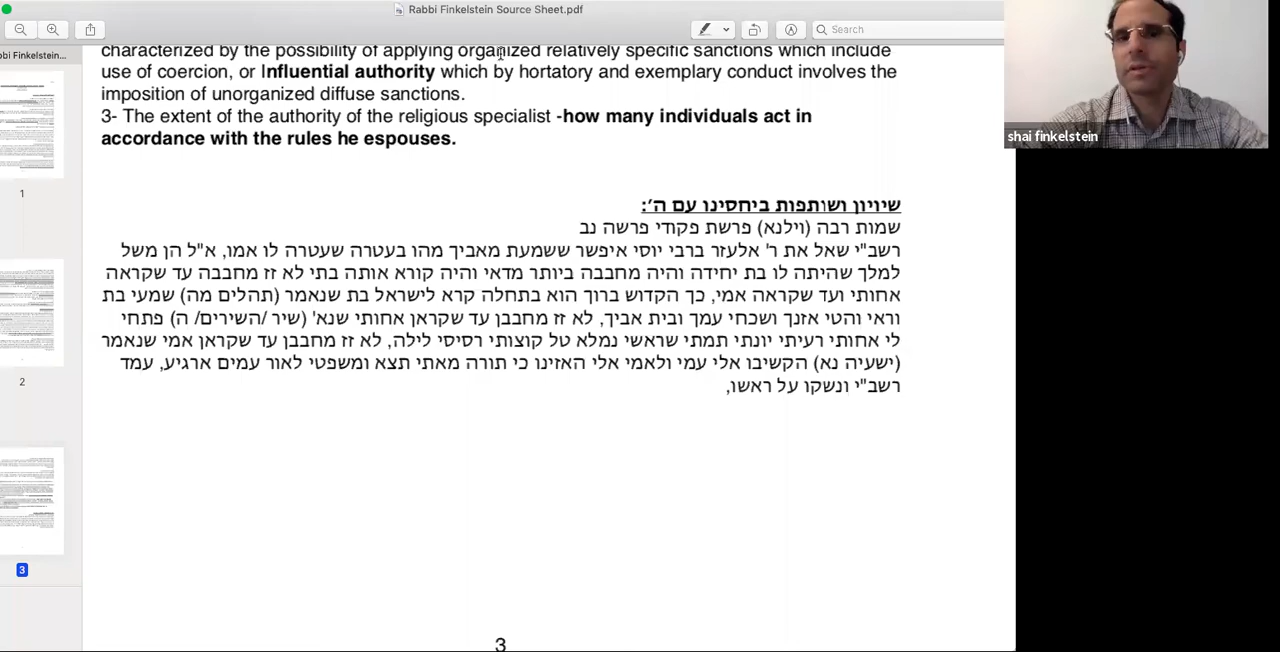 Rabbi Finkelstein Source Sheet.pdf
Search
bbi Finkelstein...
1
2
3
characterized by the possibility of applying organized relatively specific sanctions which include
use of coercion, or Influential authority which by hortatory and exemplary conduct involves the
imposition of unorganized diffuse sanctions.
3- The extent of the authority of the religious specialist -how many individuals act in
accordance with the rules he espouses.
שיוויון ושותפות ביחסינו עם ה׳:
שמות רבה (וילנא) פרשת פקודי פרשה נב
רשב"י שאל את ר' אלעזר ברבי יוסי איפשר ששמעת מאביך מהו בעטרה שעטרה לו אמו, א"ל הן משל
למלך שהיתה לו בת יחידה והיה מחבבה ביותר מדאי והיה קורא אותה בתי לא זז מחבבה עד שקראה
אחותי ועד שקראה אמי, כך הקדוש ברוך הוא בתחלה קרא לישראל בת שנאמר (תהלים מה) שמעי בת
וראי והטי אזנך ושכחי עמך ובית אביך, לא זז מחבבן עד שקראן אחותי שנא' (שיר /השירים/ ה) פתחי
לי אחותי רעיתי יונתי תמתי שראשי נמלא טל קוצותי רסיסי לילה, לא זז מחבבן עד שקראן אמי שנאמר
(ישעיה נא) הקשיבו אלי עמי ולאמי אלי האזינו כי תורה מאתי תצא ומשפטי לאור עמים ארגיע, עמד
רשב"י ונשקו על ראשו,
3
shai finkelstein